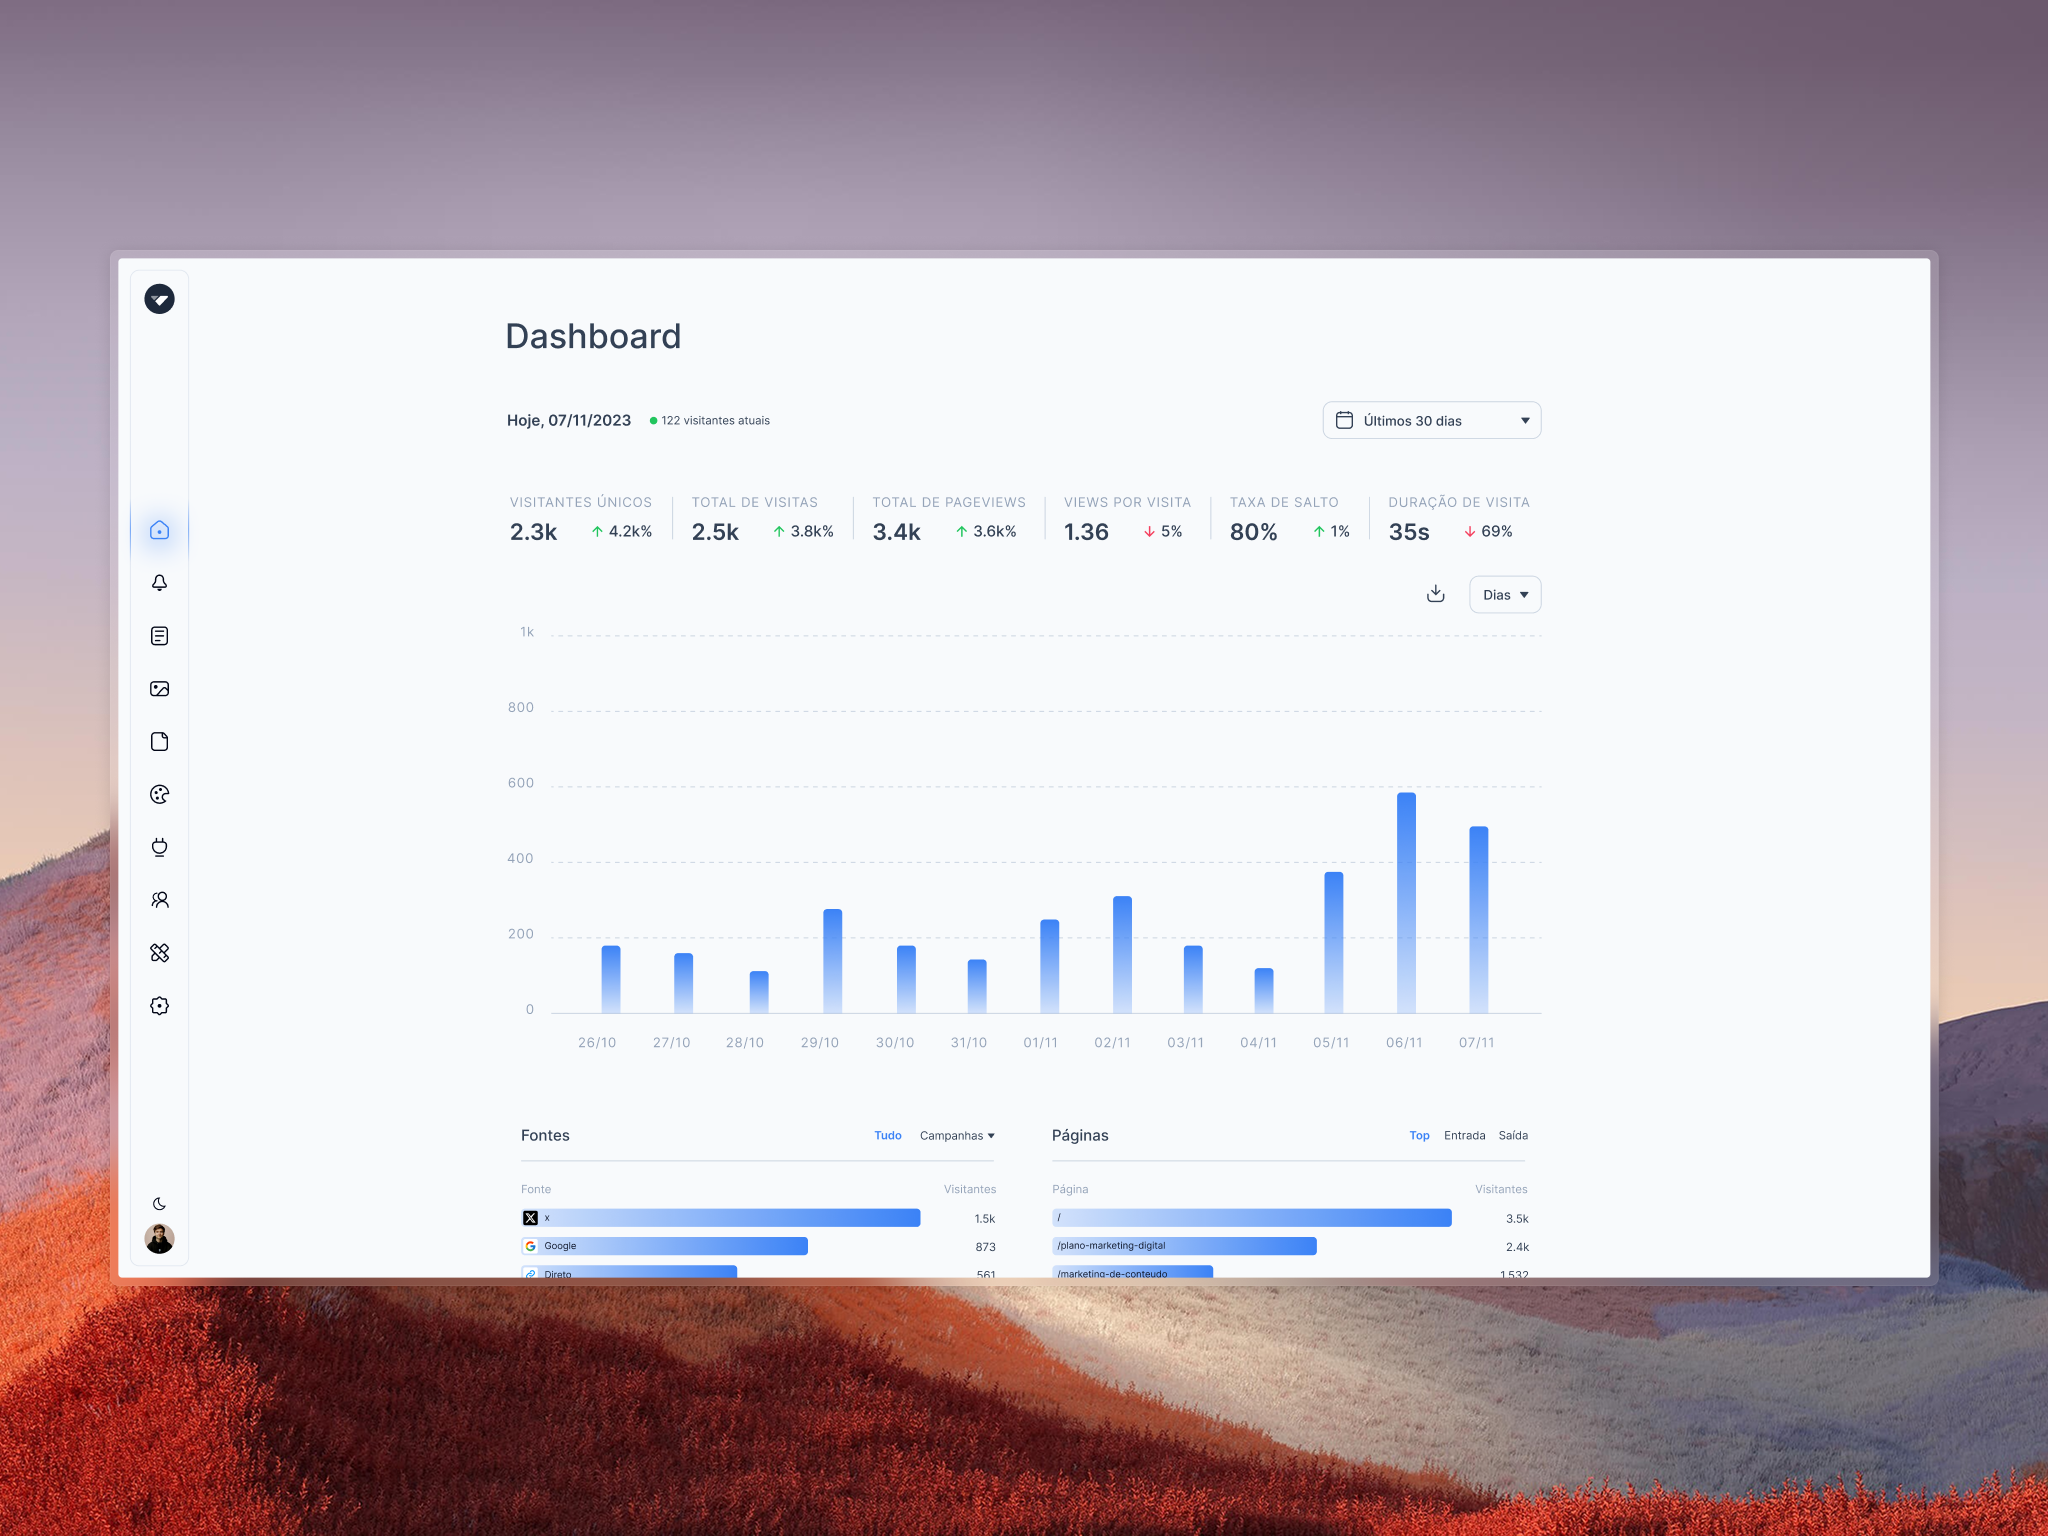 Dashboard
Hoje, 07/11/2023 122 visitantes atuais Últimos 30 dias
VISITANTES ÚNICOS TOTAL DE VISITAS TOTAL DE PAGEVIEWS VIEWS POR VISITA TAXA DE SALTO DURAÇÃO DE VISITA
2.3k 4.2k% 2.5k 3.8k% 3.4k 3.6k% 1.36 5% 80% 1% 35s 69%
Dias
1k
800
600
400
200
0
26/10 27/10 28/10 29/10 30/10 31/10 01/11 02/11 03/11 04/11 05/11 06/11 07/11
Fontes Tudo Campanhas
Fonte Visitantes
x 1.5k
Google 873
Direto 561
Páginas Top Entrada Saída
Página Visitantes
/ 3.5k
/plano-marketing-digital 2.4k
/marketing-de-conteudo 1.532